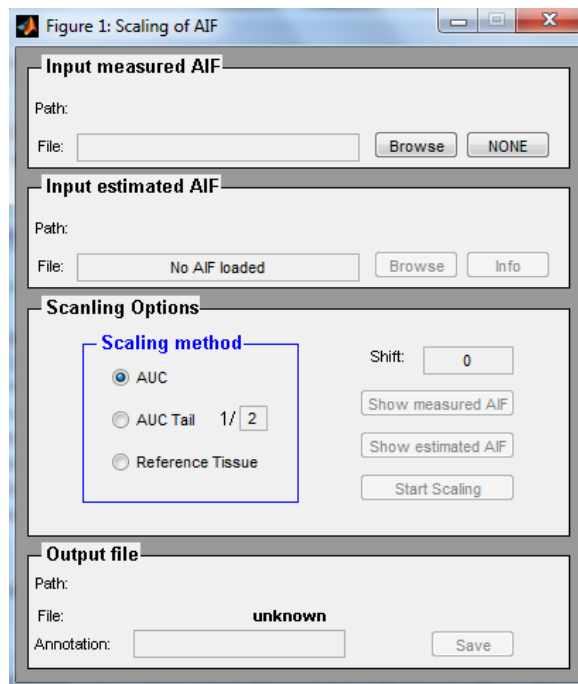 Figure 1: Scaling of AIF
Input measured AIF
Path:
File:
Browse
NONE
Input estimated AIF
Path:
File:
No AIF loaded
Browse
Info
Scanling Options
Scaling method
AUC
AUC Tail 1/ 2
Reference Tissue
Shift: 0
Show measured AIF
Show estimated AIF
Start Scaling
Output file
Path:
File: unknown
Annotation:
Save